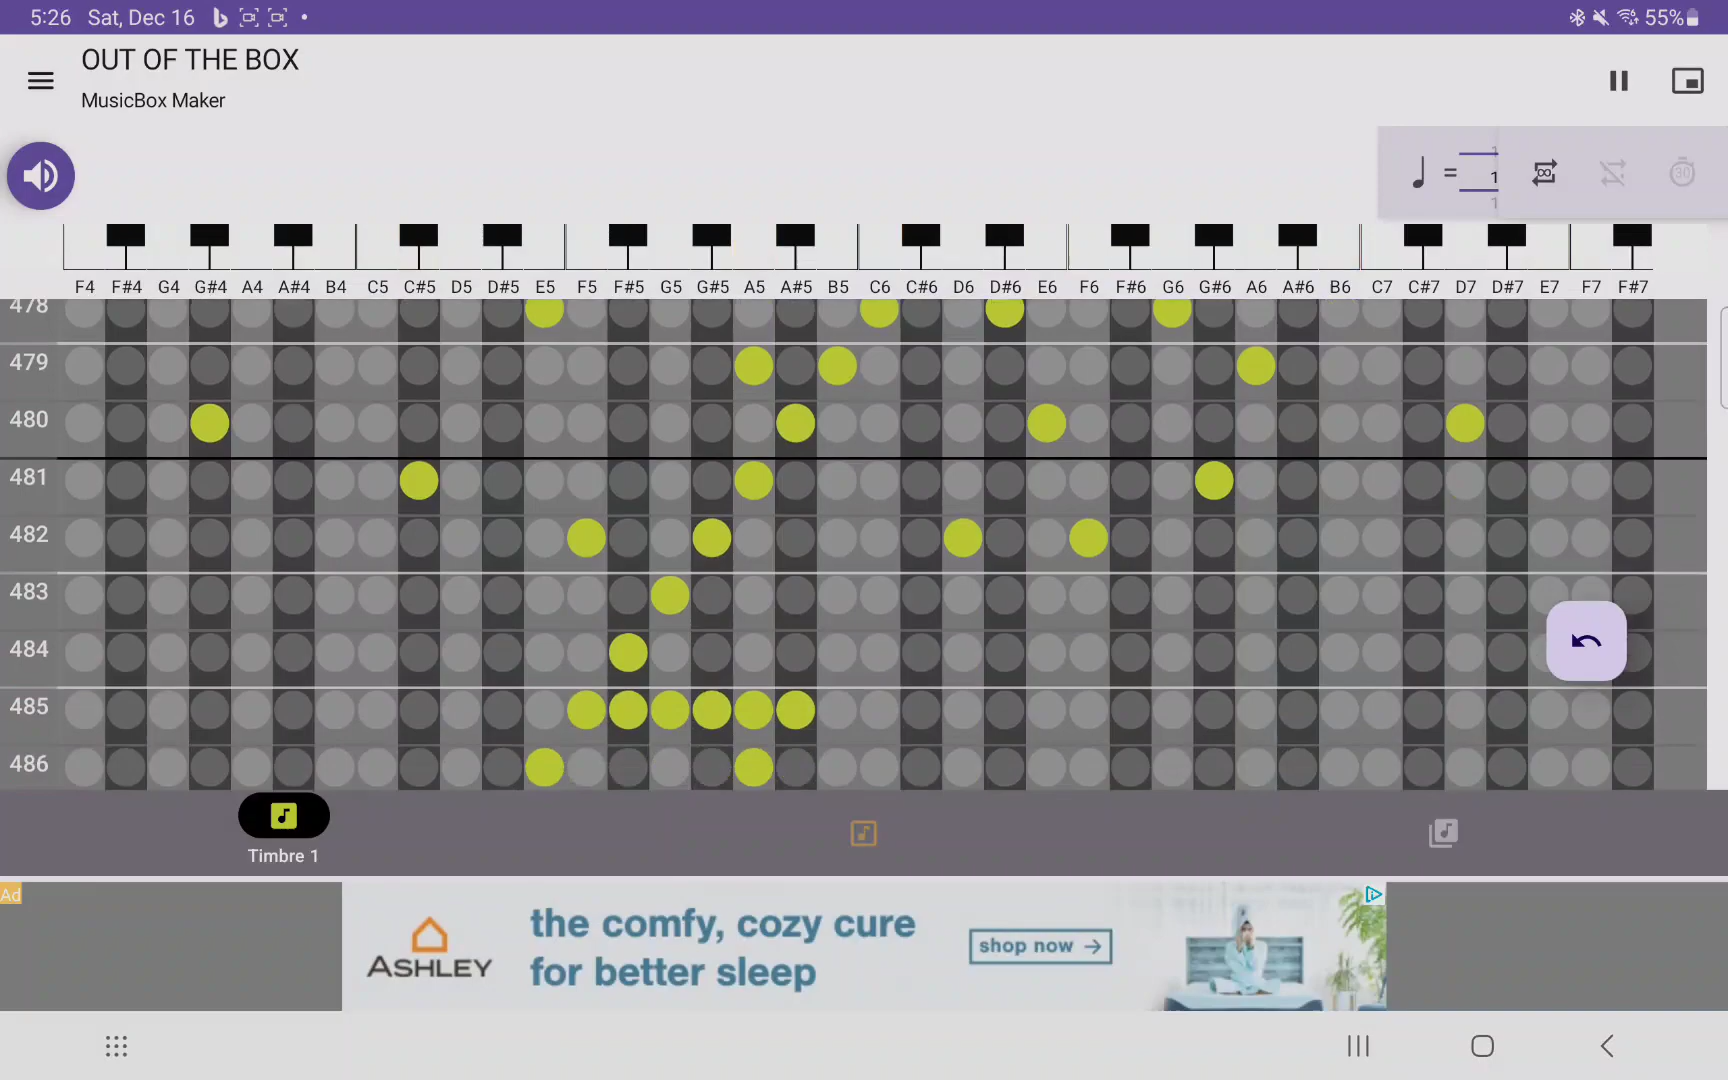 5:26 Sat, Dec 16
55%
OUT OF THE BOX
MusicBox Maker
1
= 1
1
30
F4 F#4 G4 G#4 A4 A#4 B4 C5 C#5 D5 D#5 E5 F5 F#5 G5 G#5 A5 A#5 B5 C6 C#6 D6 D#6 E6 F6 F#6 G6 G#6 A6 A#6 B6 C7 C#7 D7 D#7 E7 F7 F#7
478
479
480
481
482
483
484
485
486
Timbre 1
Ad
ASHLEY
the comfy, cozy cure
for better sleep
shop now →